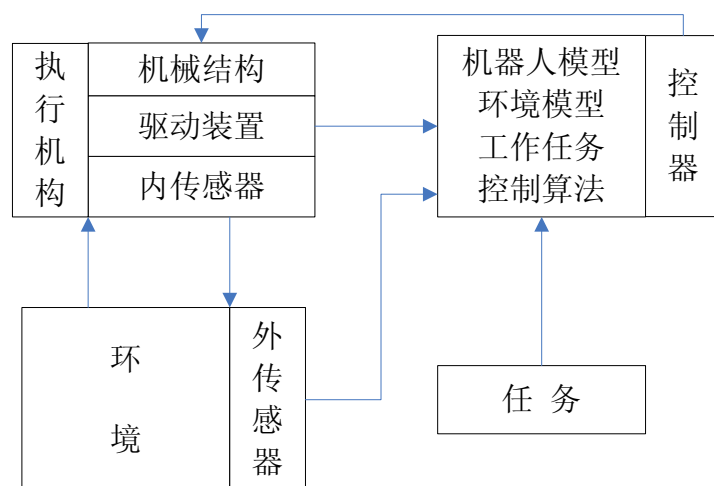 执行机构
机械结构
驱动装置
内传感器
机器人模型
环境模型
工作任务
控制算法
控制器
环境
外传感器
任 务